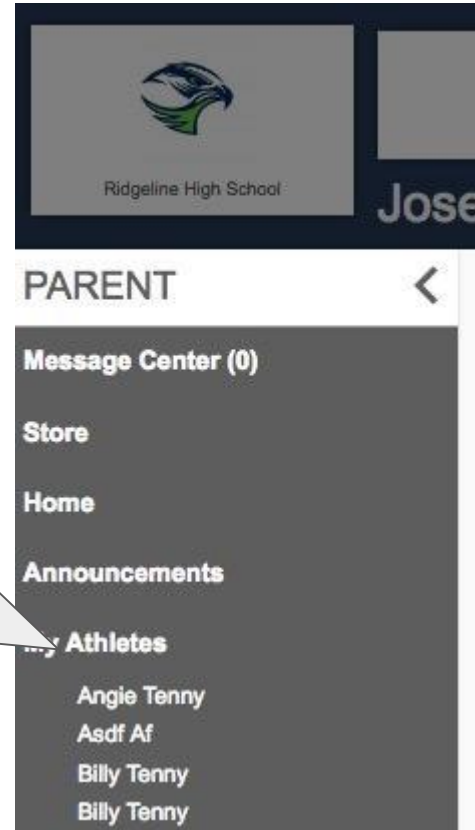 Ridgeline High School
Jose
PARENT
Message Center (0)
Store
Home
Announcements
My Athletes
Angie Tenny
Asdf Af
Billy Tenny
Billy Tenny